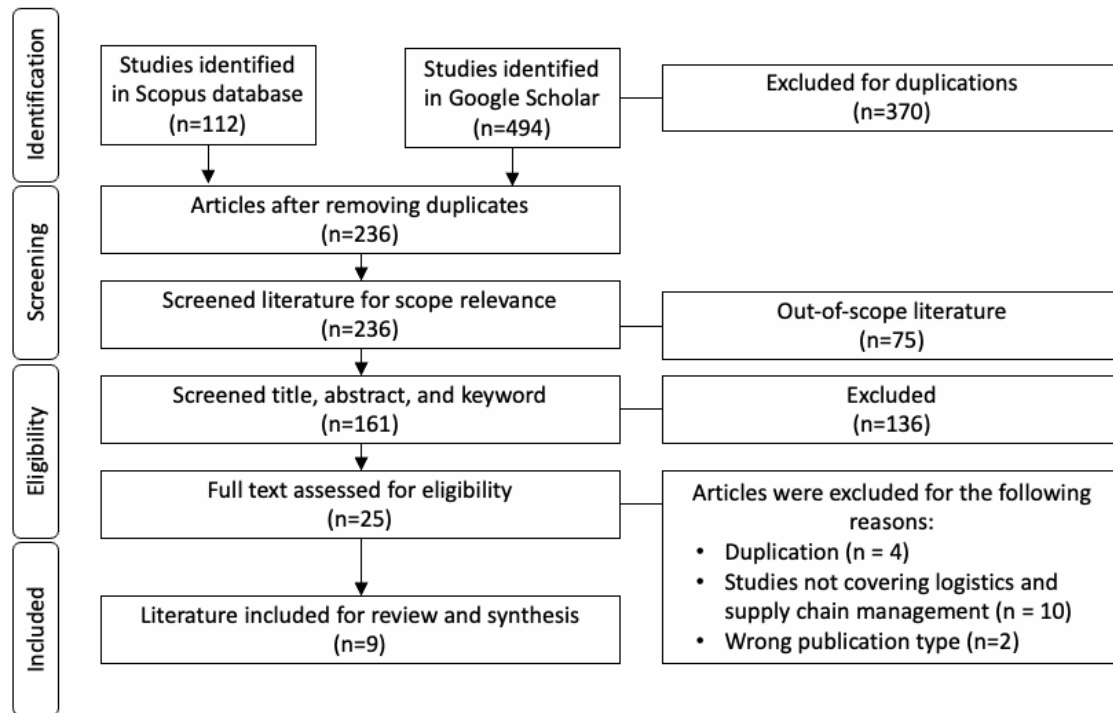 Identification
Studies identified
in Scopus database
(n=112)
Studies identified
in Google Scholar
(n=494)
Excluded for duplications
(n=370)
Screening
Articles after removing duplicates
(n=236)
Screened literature for scope relevance
(n=236)
Out-of-scope literature
(n=75)
Eligibility
Screened title, abstract, and keyword
(n=161)
Excluded
(n=136)
Full text assessed for eligibility
(n=25)
Articles were excluded for the following
reasons:
• Duplication (n = 4)
• Studies not covering logistics and
supply chain management (n = 10)
• Wrong publication type (n=2)
Included
Literature included for review and synthesis
(n=9)